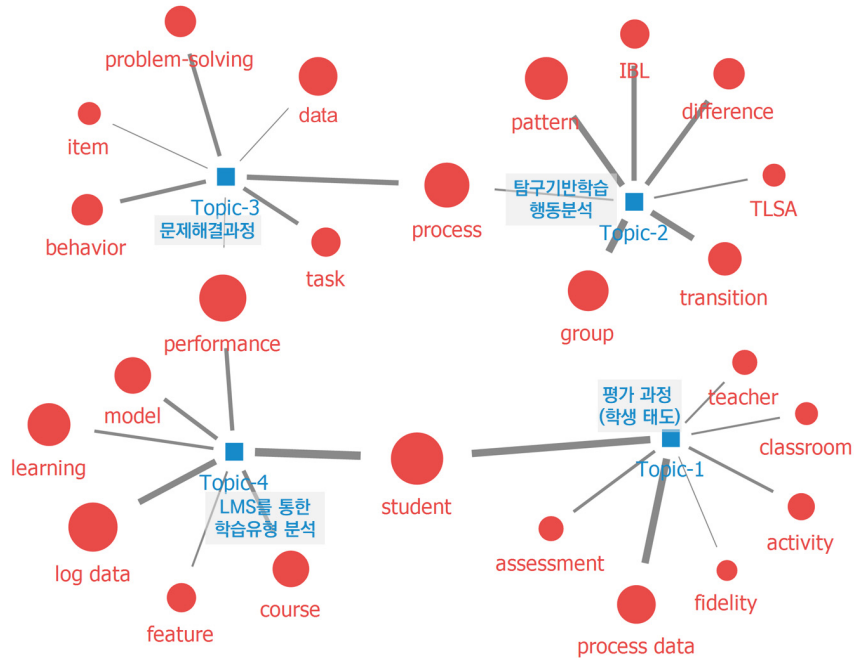 problem-solving
data
item
Topic-3
문제해결과정
behavior
task
process
performance
IBL
pattern
difference
탐구기반학습
행동분석
TLSA
Topic-2
transition
group
model
learning
Topic-4
LMS를 통한
학습유형 분석
log data
feature
course
student
평가 과정
(학생 태도)
teacher
classroom
Topic-1
activity
assessment
fidelity
process data